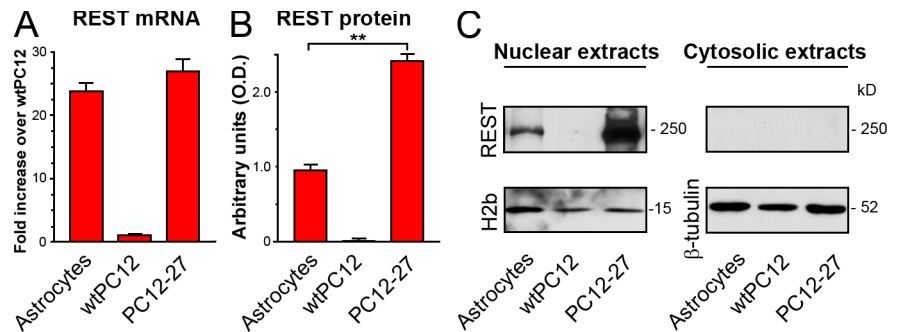 A
REST mRNA
Fold increase over wtPC12
30
20
10
0
Astrocytes
wtPC12
PC12-27
B
REST protein
**
Arbitrary units (O.D.)
2.0
1.0
0
Astrocytes
wtPC12
PC12-27
C
Nuclear extracts
Cytosolic extracts
kD
REST
- 250
- 250
H2b
-15
β-tubulin
- 52
Astrocytes
wtPC12
PC12-27
Astrocytes
wtPC12
PC12-27